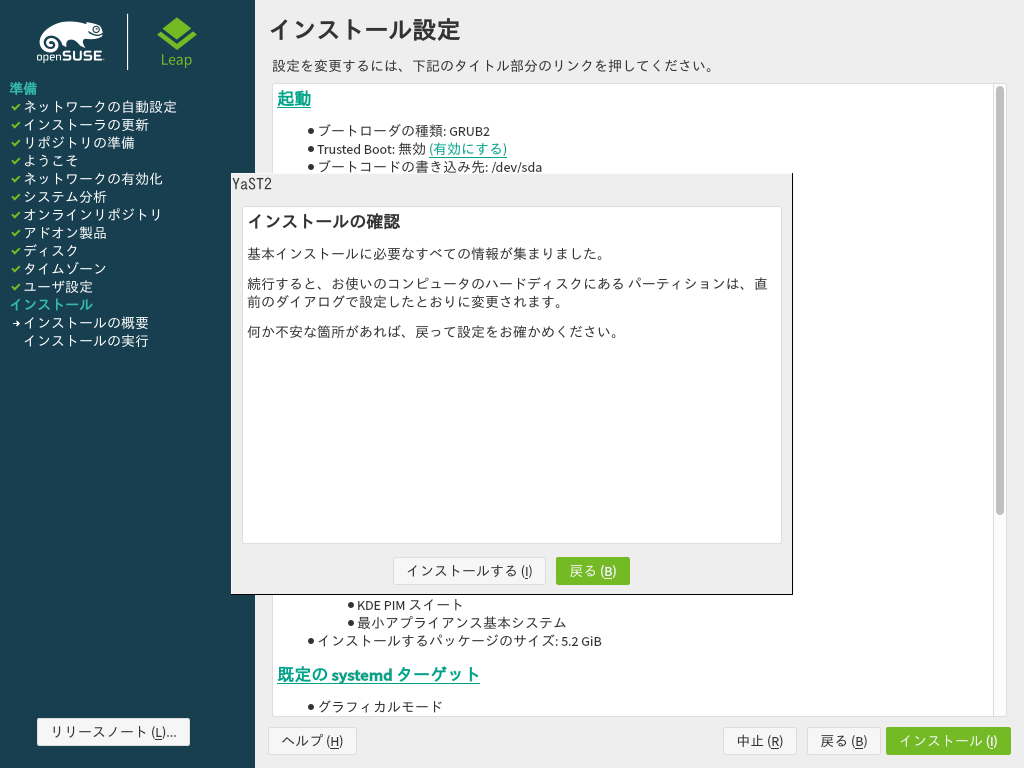 openSUSE
Leap
準備
ネットワークの自動設定
インストーラの更新
リポジトリの準備
ようこそ
ネットワークの有効化
システム分析
オンラインリポジトリ
アドオン製品
ディスク
タイムゾーン
ユーザ設定
インストール
インストールの概要
インストールの実行
リリースノート (L)...
インストール設定
設定を変更するには、下記のタイトル部分のリンクを押してください。
起動
●ブートローダの種類: GRUB2
●Trusted Boot: 無効 (有効にする)
●ブートコードの書き込み先: /dev/sda
YaST2
インストールの確認
基本インストールに必要なすべての情報が集まりました。
続行すると、お使いのコンピュータのハードディスクにある パーティションは、直
前のダイアログで設定したとおりに変更されます。
何か不安な箇所があれば、戻って設定をお確かめください。
インストールする (I) 戻る (B)
●KDE PIM スイート
●最小アプライアンス基本システム
●インストールするパッケージのサイズ: 5.2 GiB
既定の systemd ターゲット
●グラフィカルモード
ヘルプ (H) 中止 (R) 戻る (B) インストール (I)